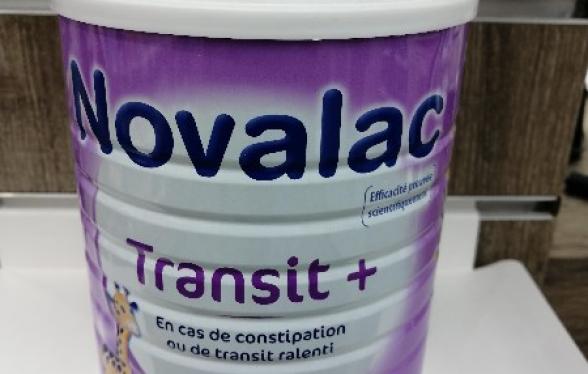 Novalac
Efficacité prouvée
scientifiquement
Transit +
En cas de constipation
ou de transit ralenti